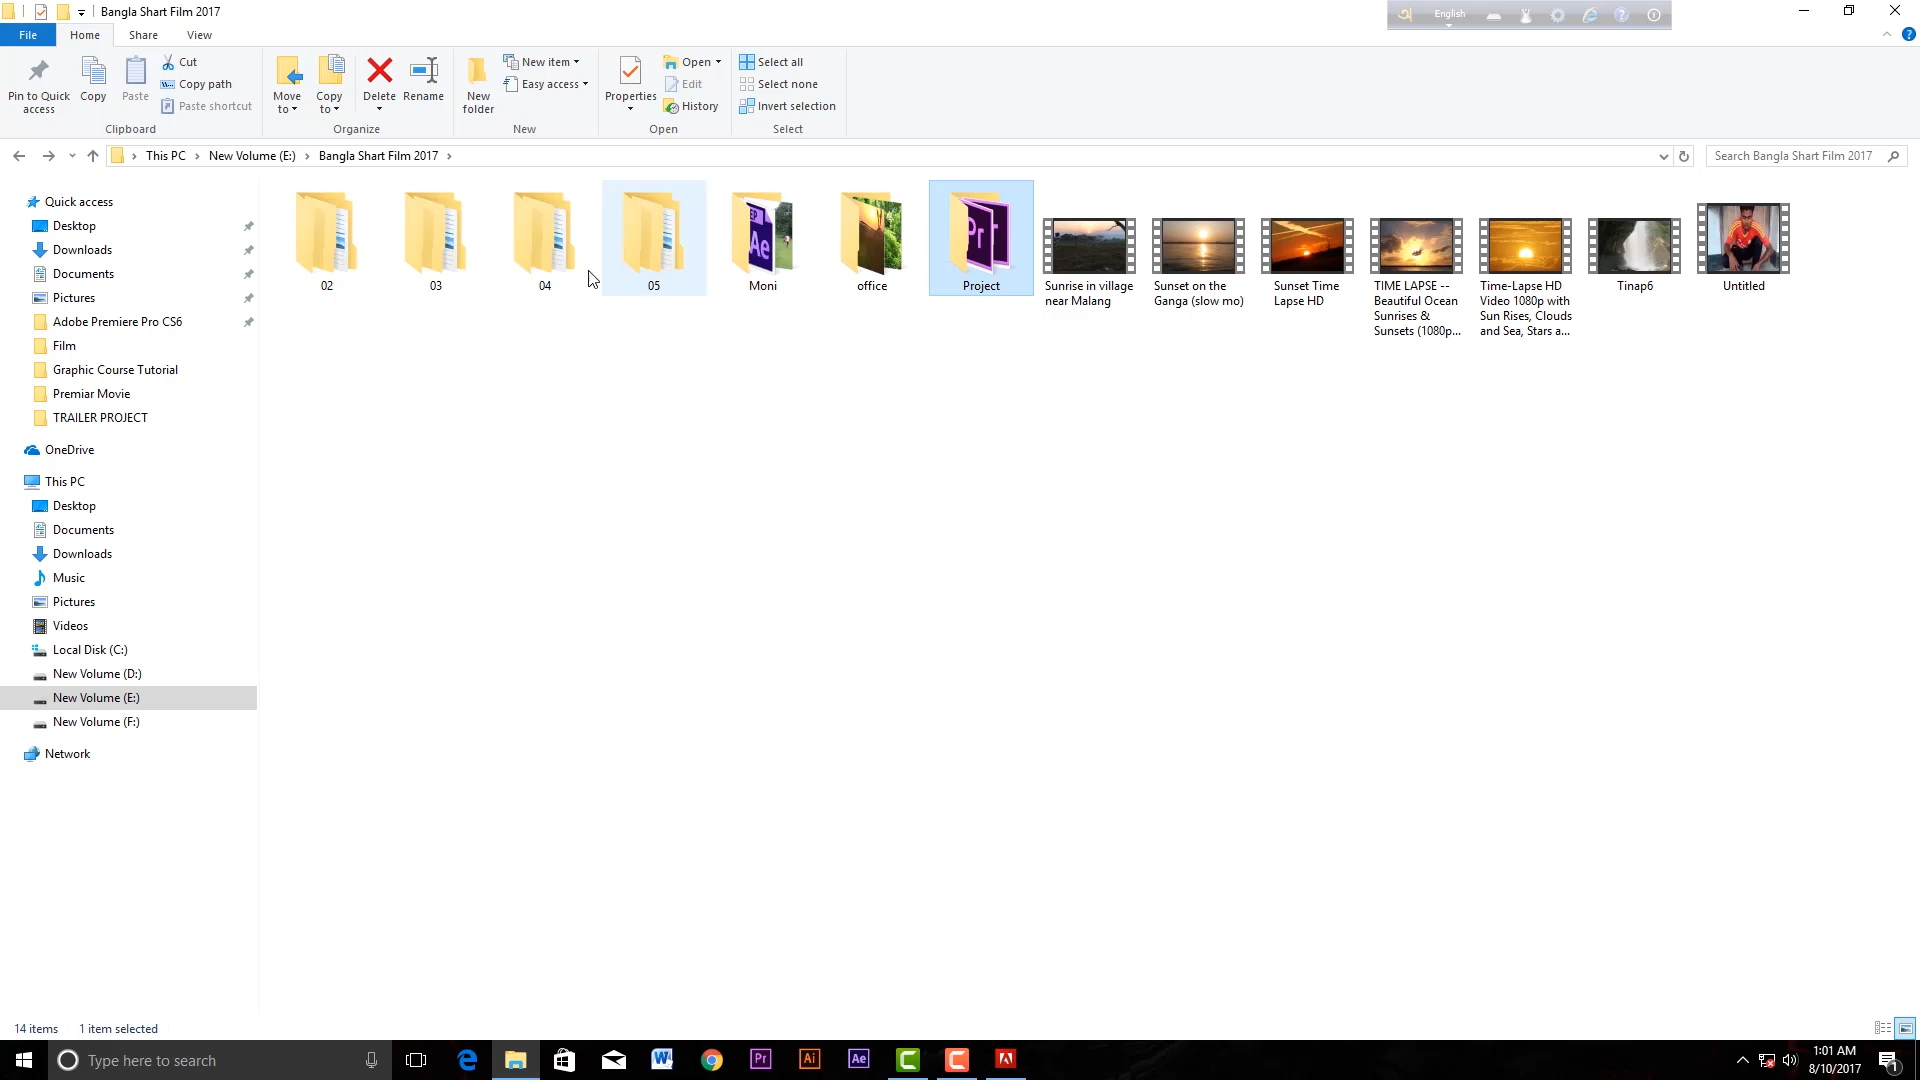 Bangla Shart Film 2017
English
File
Home
Share
View
Pin to Quick
access
Copy
Paste
Cut
Copy path
Paste shortcut
Clipboard
Move
to
Copy
to
Delete
Rename
Organize
New
folder
New item
Easy access
New
Properties
Open
Edit
History
Open
Select all
Select none
Invert selection
Select
This PC
New Volume (E:)
Bangla Shart Film 2017
Search Bangla Shart Film 2017
Quick access
Desktop
Downloads
Documents
Pictures
Adobe Premiere Pro CS6
Film
Graphic Course Tutorial
Premiar Movie
TRAILER PROJECT
OneDrive
This PC
Desktop
Documents
Downloads
Music
Pictures
Videos
Local Disk (C:)
New Volume (D:)
New Volume (E:)
New Volume (F:)
Network
02
03
04
05
Ae
Moni
office
Pr
Project
Sunrise in village
near Malang
Sunset on the
Ganga (slow mo)
Sunset Time
Lapse HD
TIME LAPSE --
Beautiful Ocean
Sunrises &
Sunsets (1080p...
Time-Lapse HD
Video 1080p with
Sun Rises, Clouds
and Sea, Stars a...
Tinap6
Untitled
14 items
1 item selected
Type here to search
Pr
Ai
Ae
1:01 AM
8/10/2017
1